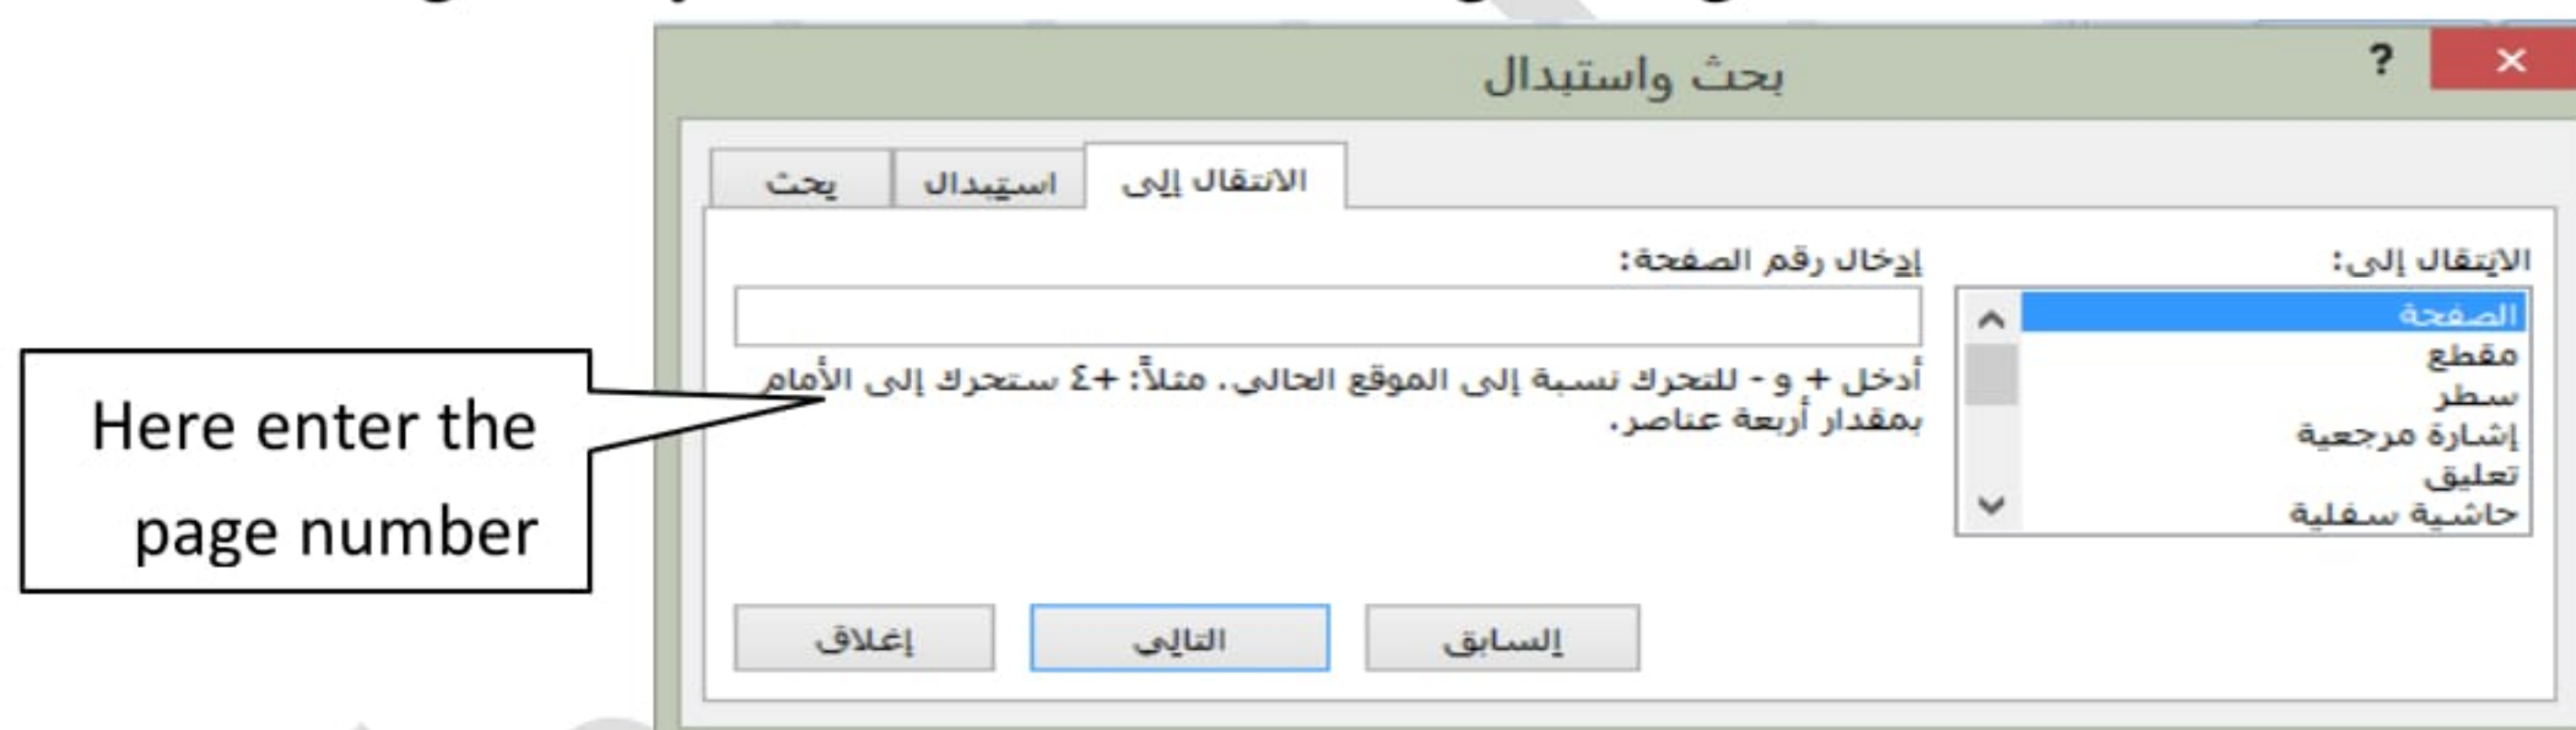 بحث واستبدال
?
بحث
استبدال
الانتقال إلى
الانتقال إلى:
الصفحة
مقطع
سطر
إشارة مرجعية
تعليق
حاشية سفلية
إدخال رقم الصفحة:
أدخل + و - للتحرك نسبة إلى الموقع الحالي. مثلاً: +٤ ستحرك إلى الأمام
بمقدار أربعة عناصر.
السابق
التالي
إغلاق
Here enter the
page number